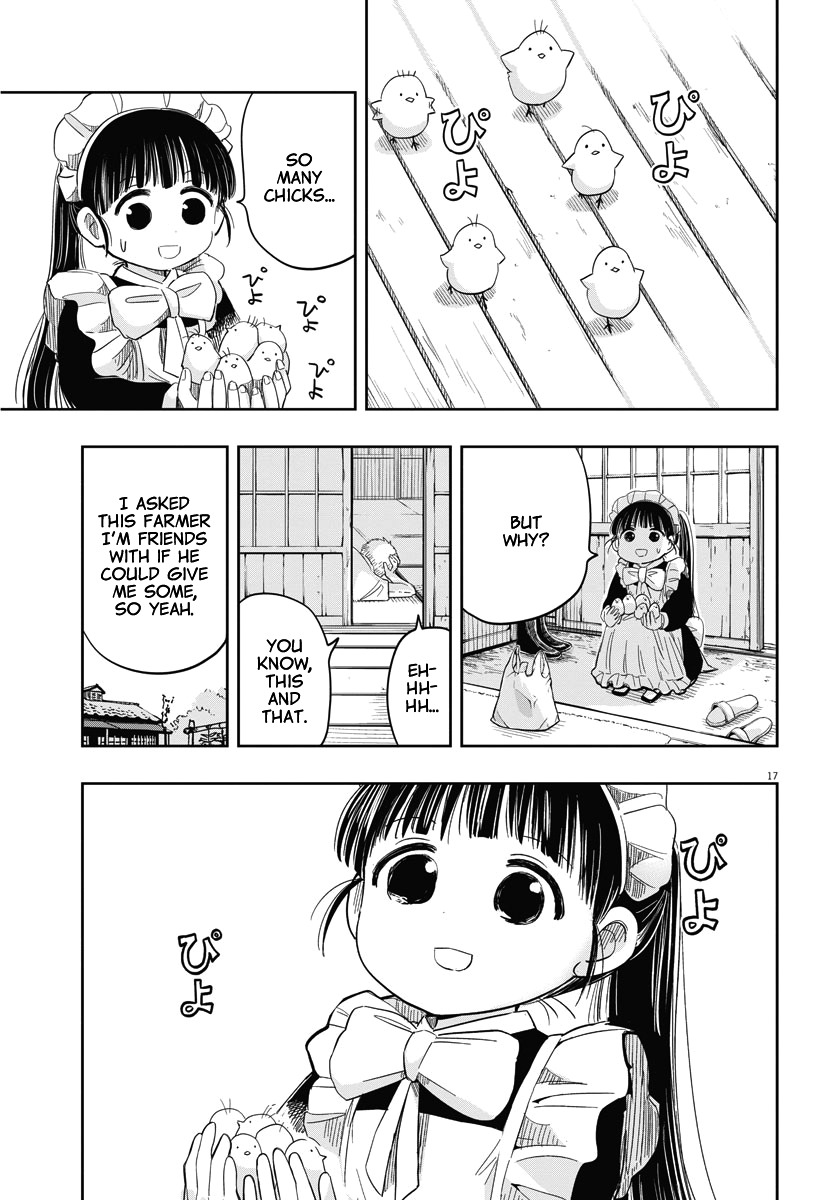 ぴよ
ぴよ
SO
MANY
CHICKS...
ぴよ
ぴよ
ぴよ
BUT
WHY?
EH-
HH-
HH...
YOU
KNOW,
THIS
AND
THAT.
I ASKED
THIS FARMER
I'M FRIENDS
WITH IF HE
COULD GIVE
ME SOME,
SO YEAH.
17
ぴよ
ぴよ